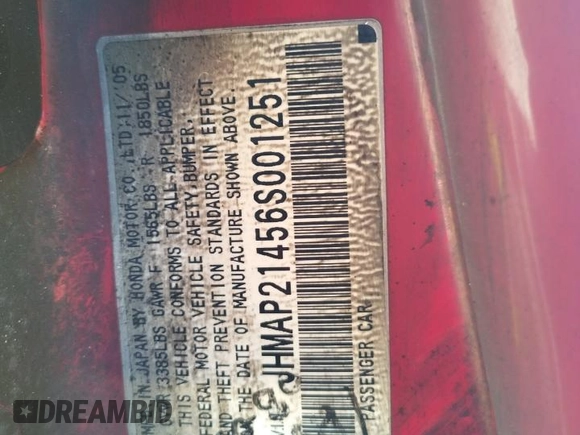 IN JAPAN BY HONDA MOTOR CO.,LTD.:11/'05
3385LBS GAWR F 1565LBS R 1850LBS
THIS VEHICLE CONFORMS TO ALL APPLICABLE
FEDERAL MOTOR VEHICLE SAFETY,BUMPER,
AND THEFT PREVENTION STANDARDS IN EFFECT
THE DATE OF MANUFACTURE SHOWN ABOVE.
JHMAP21456S001251
PASSENGER CAR
DREAMBID